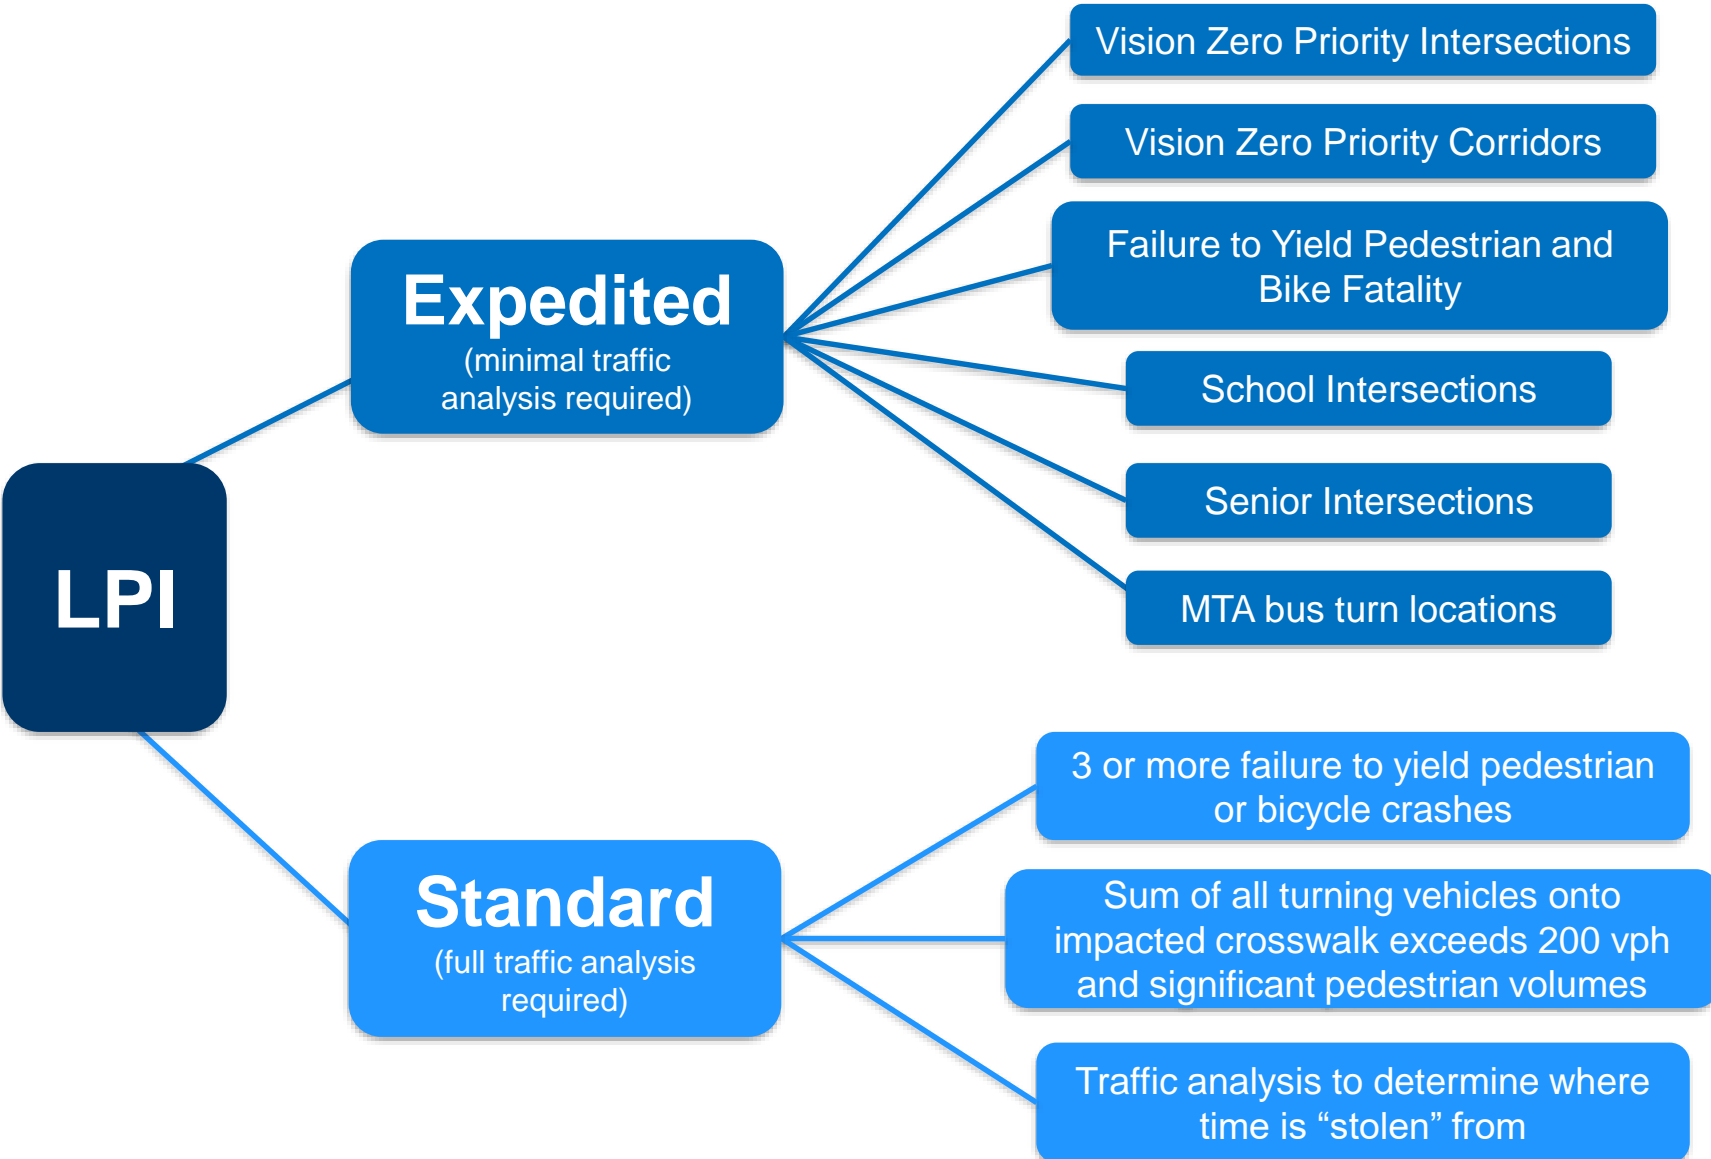 LPI
Expedited
(minimal traffic
analysis required)
Vision Zero Priority Intersections
Vision Zero Priority Corridors
Failure to Yield Pedestrian and
Bike Fatality
School Intersections
Senior Intersections
MTA bus turn locations
Standard
(full traffic analysis
required)
3 or more failure to yield pedestrian
or bicycle crashes
Sum of all turning vehicles onto
impacted crosswalk exceeds 200 vph
and significant pedestrian volumes
Traffic analysis to determine where
time is “stolen” from